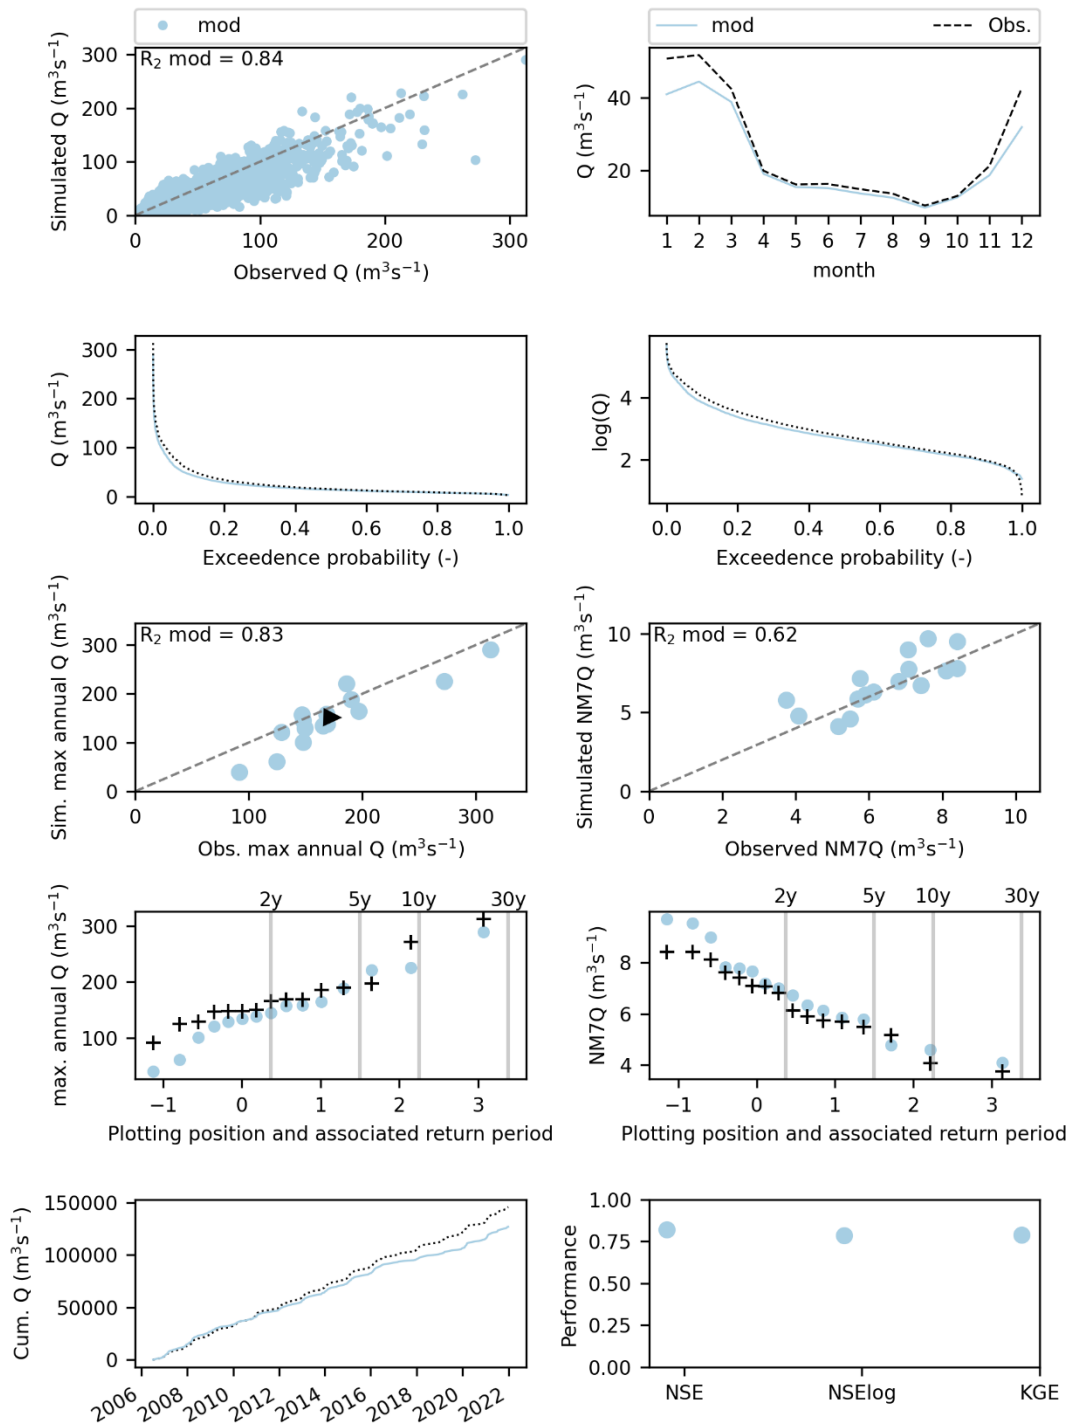 mod
mod Obs.
R₂ mod = 0.84
Simulated Q (m³s⁻¹)
300
200
100
0
0 100 200 300
Observed Q (m³s⁻¹)
Q (m³s⁻¹)
40
20
1 2 3 4 5 6 7 8 9 10 11 12
month
Q (m³s⁻¹)
300
200
100
0
0.0 0.2 0.4 0.6 0.8 1.0
Exceedence probability (-)
log(Q)
4
2
0.0 0.2 0.4 0.6 0.8 1.0
Exceedence probability (-)
Sim. max annual Q (m³s⁻¹)
R₂ mod = 0.83
300
200
100
0
0 100 200 300
Obs. max annual Q (m³s⁻¹)
Simulated NM7Q (m³s⁻¹)
R₂ mod = 0.62
10
5
0
0 2 4 6 8 10
Observed NM7Q (m³s⁻¹)
max. annual Q (m³s⁻¹)
2y 5y 10y 30y
300
200
100
−1 0 1 2 3
Plotting position and associated return period
NM7Q (m³s⁻¹)
2y 5y 10y 30y
8
6
4
−1 0 1 2 3
Plotting position and associated return period
Cum. Q (m³s⁻¹)
150000
100000
50000
0
2006 2008 2010 2012 2014 2016 2018 2020 2022
Performance
1.00
0.75
0.50
0.25
0.00
NSE NSElog KGE